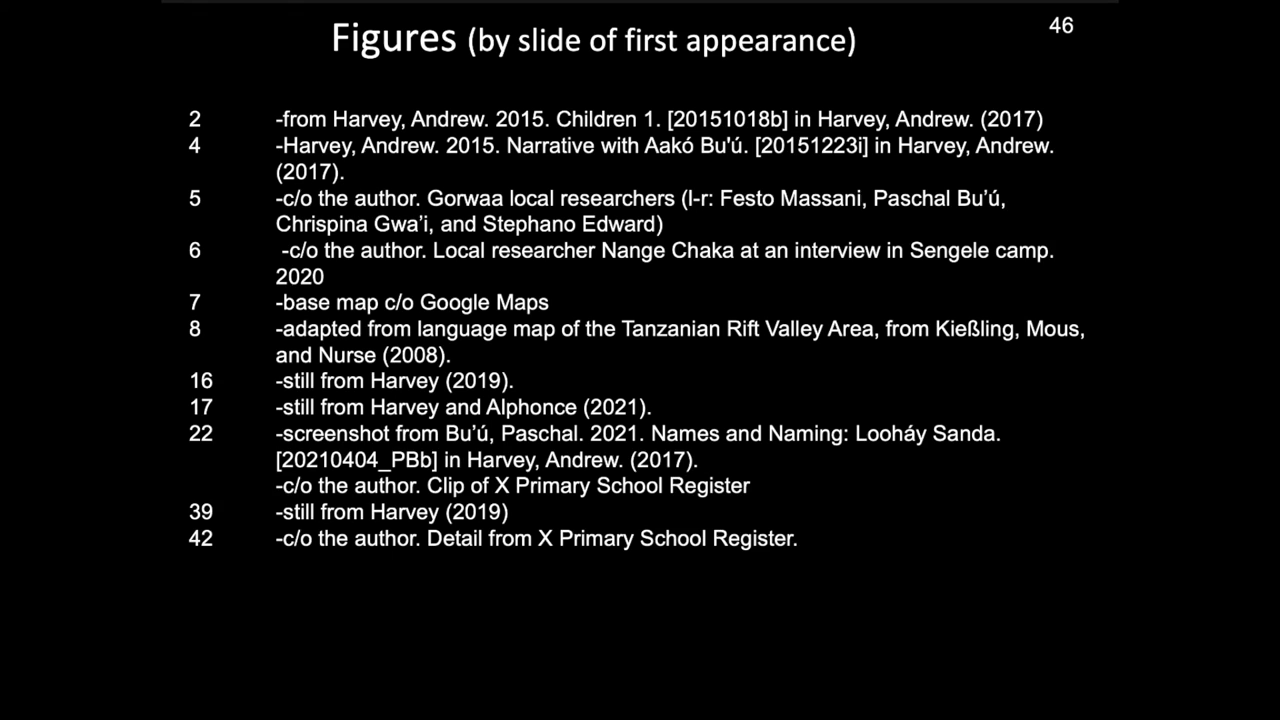 Figures (by slide of first appearance)
46
2 -from Harvey, Andrew. 2015. Children 1. [20151018b] in Harvey, Andrew. (2017)
4 -Harvey, Andrew. 2015. Narrative with Aakó Bu'ú. [20151223i] in Harvey, Andrew.
(2017).
5 -c/o the author. Gorwaa local researchers (l-r: Festo Massani, Paschal Bu’ú,
Chrispina Gwa’i, and Stephano Edward)
6 -c/o the author. Local researcher Nange Chaka at an interview in Sengele camp.
2020
7 -base map c/o Google Maps
8 -adapted from language map of the Tanzanian Rift Valley Area, from Kießling, Mous,
and Nurse (2008).
16 -still from Harvey (2019).
17 -still from Harvey and Alphonce (2021).
22 -screenshot from Bu’ú, Paschal. 2021. Names and Naming: Looháy Sanda.
[20210404_PBb] in Harvey, Andrew. (2017).
-c/o the author. Clip of X Primary School Register
39 -still from Harvey (2019)
42 -c/o the author. Detail from X Primary School Register.